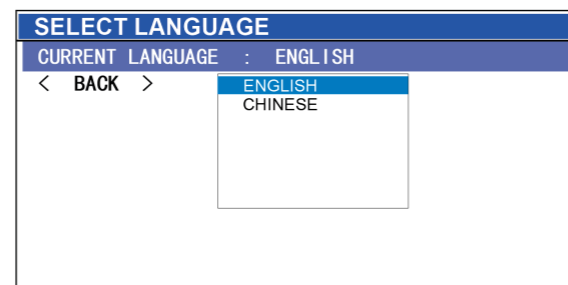 SELECT LANGUAGE
CURRENT LANGUAGE : ENGLISH
< BACK >
ENGLISH
CHINESE